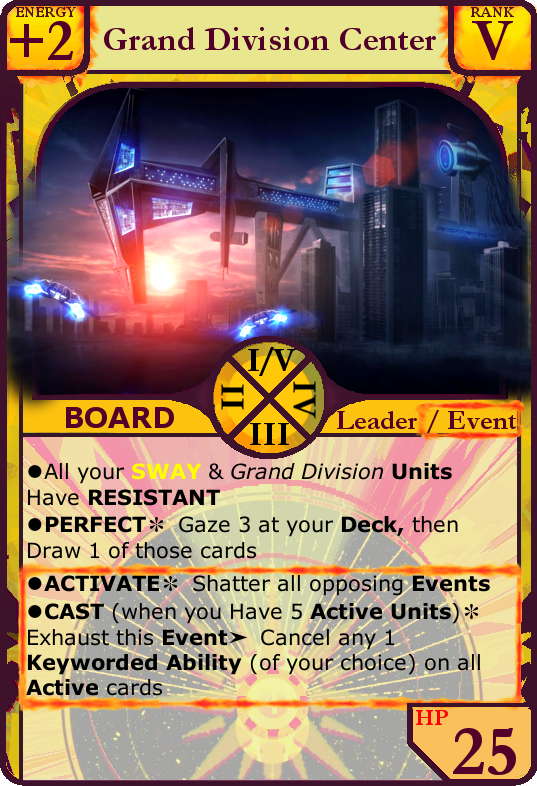 ENERGY
+2
Grand Division Center
RANK
V
I/V
II
IV
III
BOARD
Leader / Event
●All your SWAY & Grand Division Units
Have RESISTANT
●PERFECT✻ Gaze 3 at your Deck, then
Draw 1 of those cards
●ACTIVATE✻ Shatter all opposing Events
●CAST (when you Have 5 Active Units)✻
Exhaust this Event➤ Cancel any 1
Keyworded Ability (of your choice) on all
Active cards
HP
25